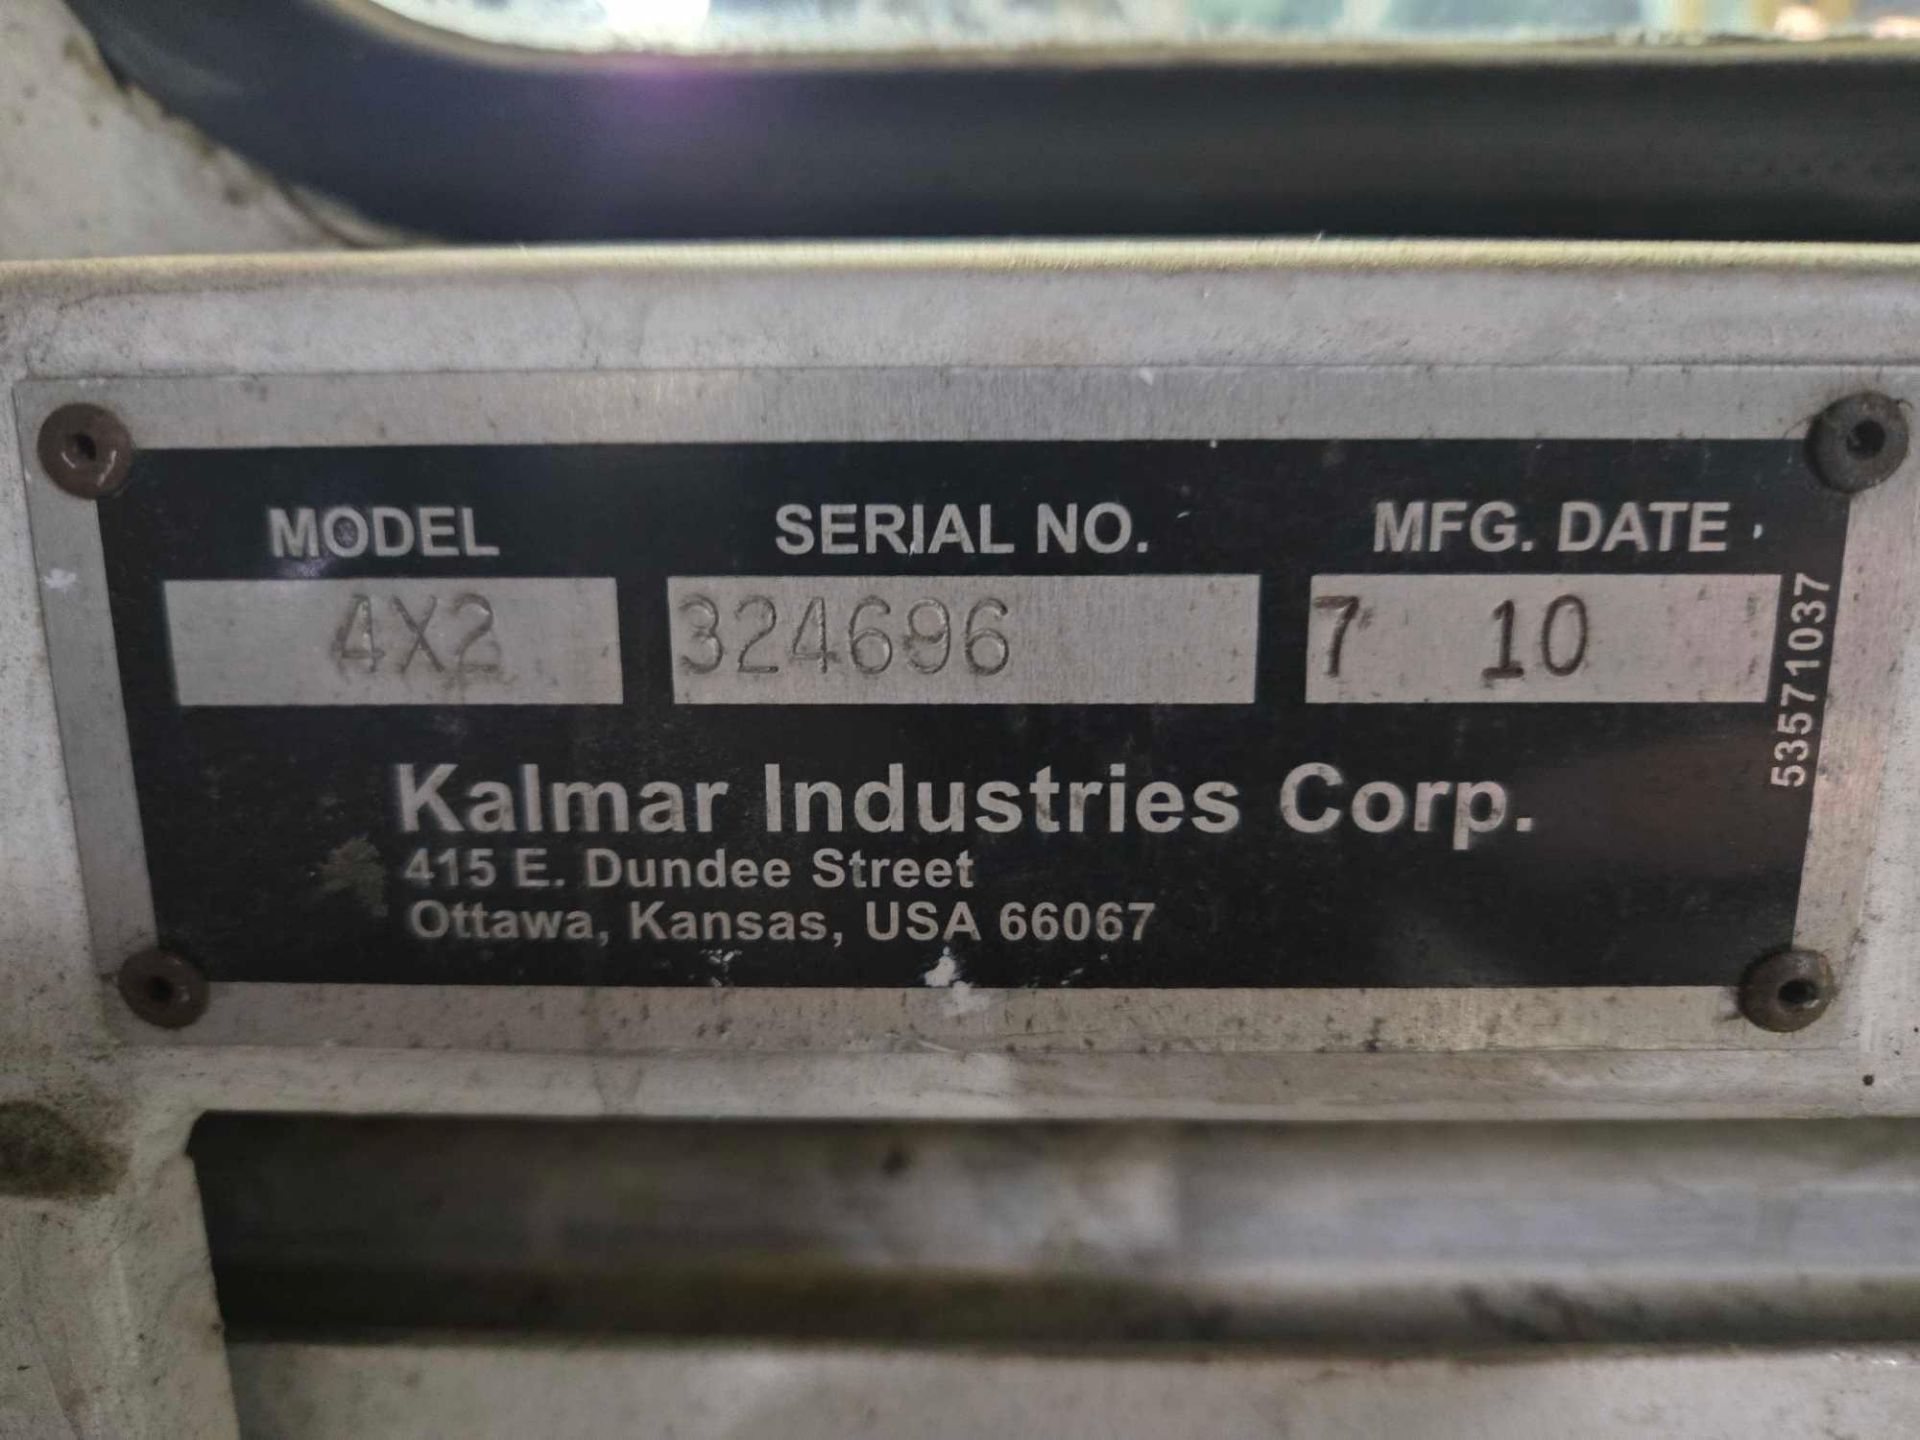 MODEL SERIAL NO. MFG. DATE
4X2 324696 7 10
Kalmar Industries Corp.
415 E. Dundee Street
Ottawa, Kansas, USA 66067
53571037